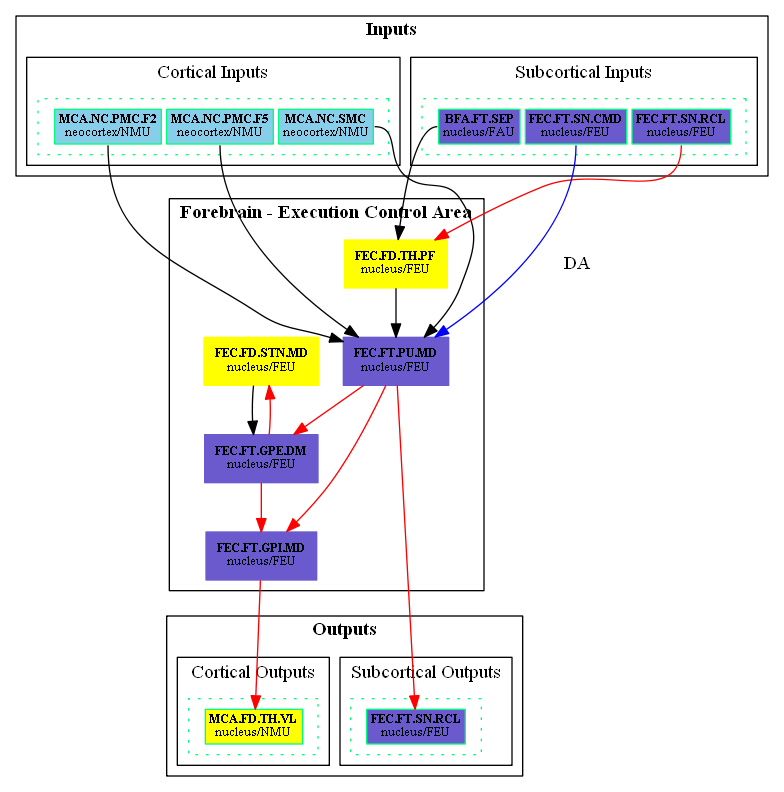 Inputs
Cortical Inputs
Subcortical Inputs
MCA.NC.PMC.F2
neocortex/NMU
MCA.NC.PMC.F5
neocortex/NMU
MCA.NC.SMC
neocortex/NMU
BFA.FT.SEP
nucleus/FAU
FEC.FT.SN.CMD
nucleus/FEU
FEC.FT.SN.RCL
nucleus/FEU
Forebrain - Execution Control Area
FEC.FD.TH.PF
nucleus/FEU
DA
FEC.FD.STN.MD
nucleus/FEU
FEC.FT.PU.MD
nucleus/FEU
FEC.FT.GPE.DM
nucleus/FEU
FEC.FT.GPI.MD
nucleus/FEU
Outputs
Cortical Outputs
Subcortical Outputs
MCA.FD.TH.VL
nucleus/NMU
FEC.FT.SN.RCL
nucleus/FEU